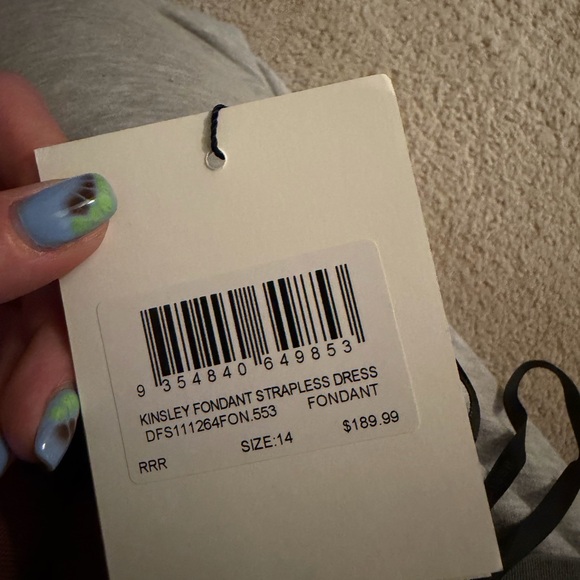 9 354840 649853
KINSLEY FONDANT STRAPLESS DRESS
DFS111264FON.553 FONDANT
RRR SIZE:14 $189.99